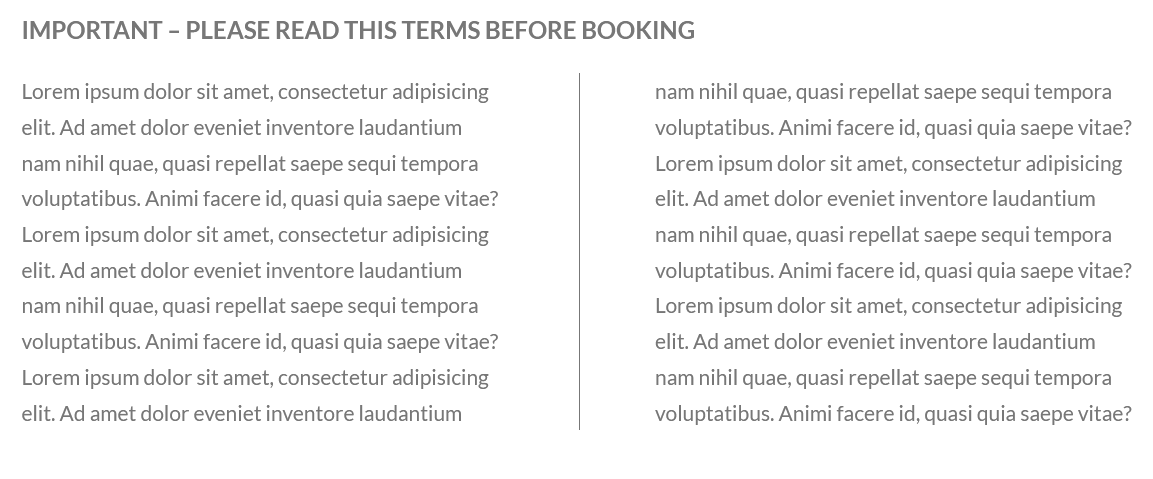 IMPORTANT – PLEASE READ THIS TERMS BEFORE BOOKING
Lorem ipsum dolor sit amet, consectetur adipisicing
elit. Ad amet dolor eveniet inventore laudantium
nam nihil quae, quasi repellat saepe sequi tempora
voluptatibus. Animi facere id, quasi quia saepe vitae?
Lorem ipsum dolor sit amet, consectetur adipisicing
elit. Ad amet dolor eveniet inventore laudantium
nam nihil quae, quasi repellat saepe sequi tempora
voluptatibus. Animi facere id, quasi quia saepe vitae?
Lorem ipsum dolor sit amet, consectetur adipisicing
elit. Ad amet dolor eveniet inventore laudantium
nam nihil quae, quasi repellat saepe sequi tempora
voluptatibus. Animi facere id, quasi quia saepe vitae?
Lorem ipsum dolor sit amet, consectetur adipisicing
elit. Ad amet dolor eveniet inventore laudantium
nam nihil quae, quasi repellat saepe sequi tempora
voluptatibus. Animi facere id, quasi quia saepe vitae?
Lorem ipsum dolor sit amet, consectetur adipisicing
elit. Ad amet dolor eveniet inventore laudantium
nam nihil quae, quasi repellat saepe sequi tempora
voluptatibus. Animi facere id, quasi quia saepe vitae?